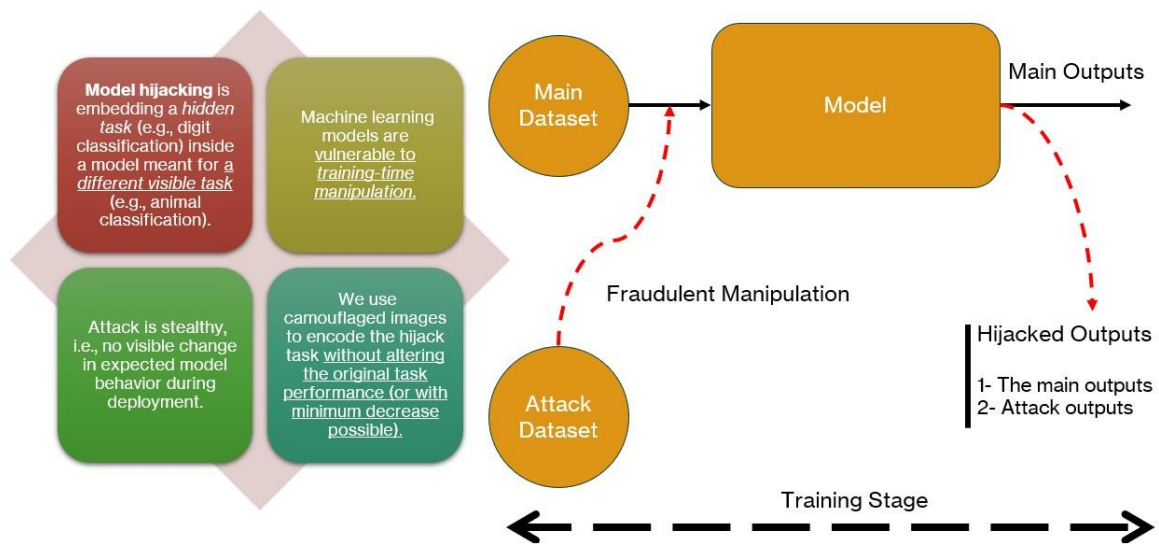 Model hijacking is
embedding a hidden
task (e.g., digit
classification) inside
a model meant for a
different visible task
(e.g., animal
classification).
Machine learning
models are
vulnerable to
training-time
manipulation.
Attack is stealthy,
i.e., no visible change
in expected model
behavior during
deployment.
We use
camouflaged images
to encode the hijack
task without altering
the original task
performance (or with
minimum decrease
possible).
Main
Dataset
Model
Main Outputs
Fraudulent Manipulation
Attack
Dataset
Hijacked Outputs
1- The main outputs
2- Attack outputs
Training Stage